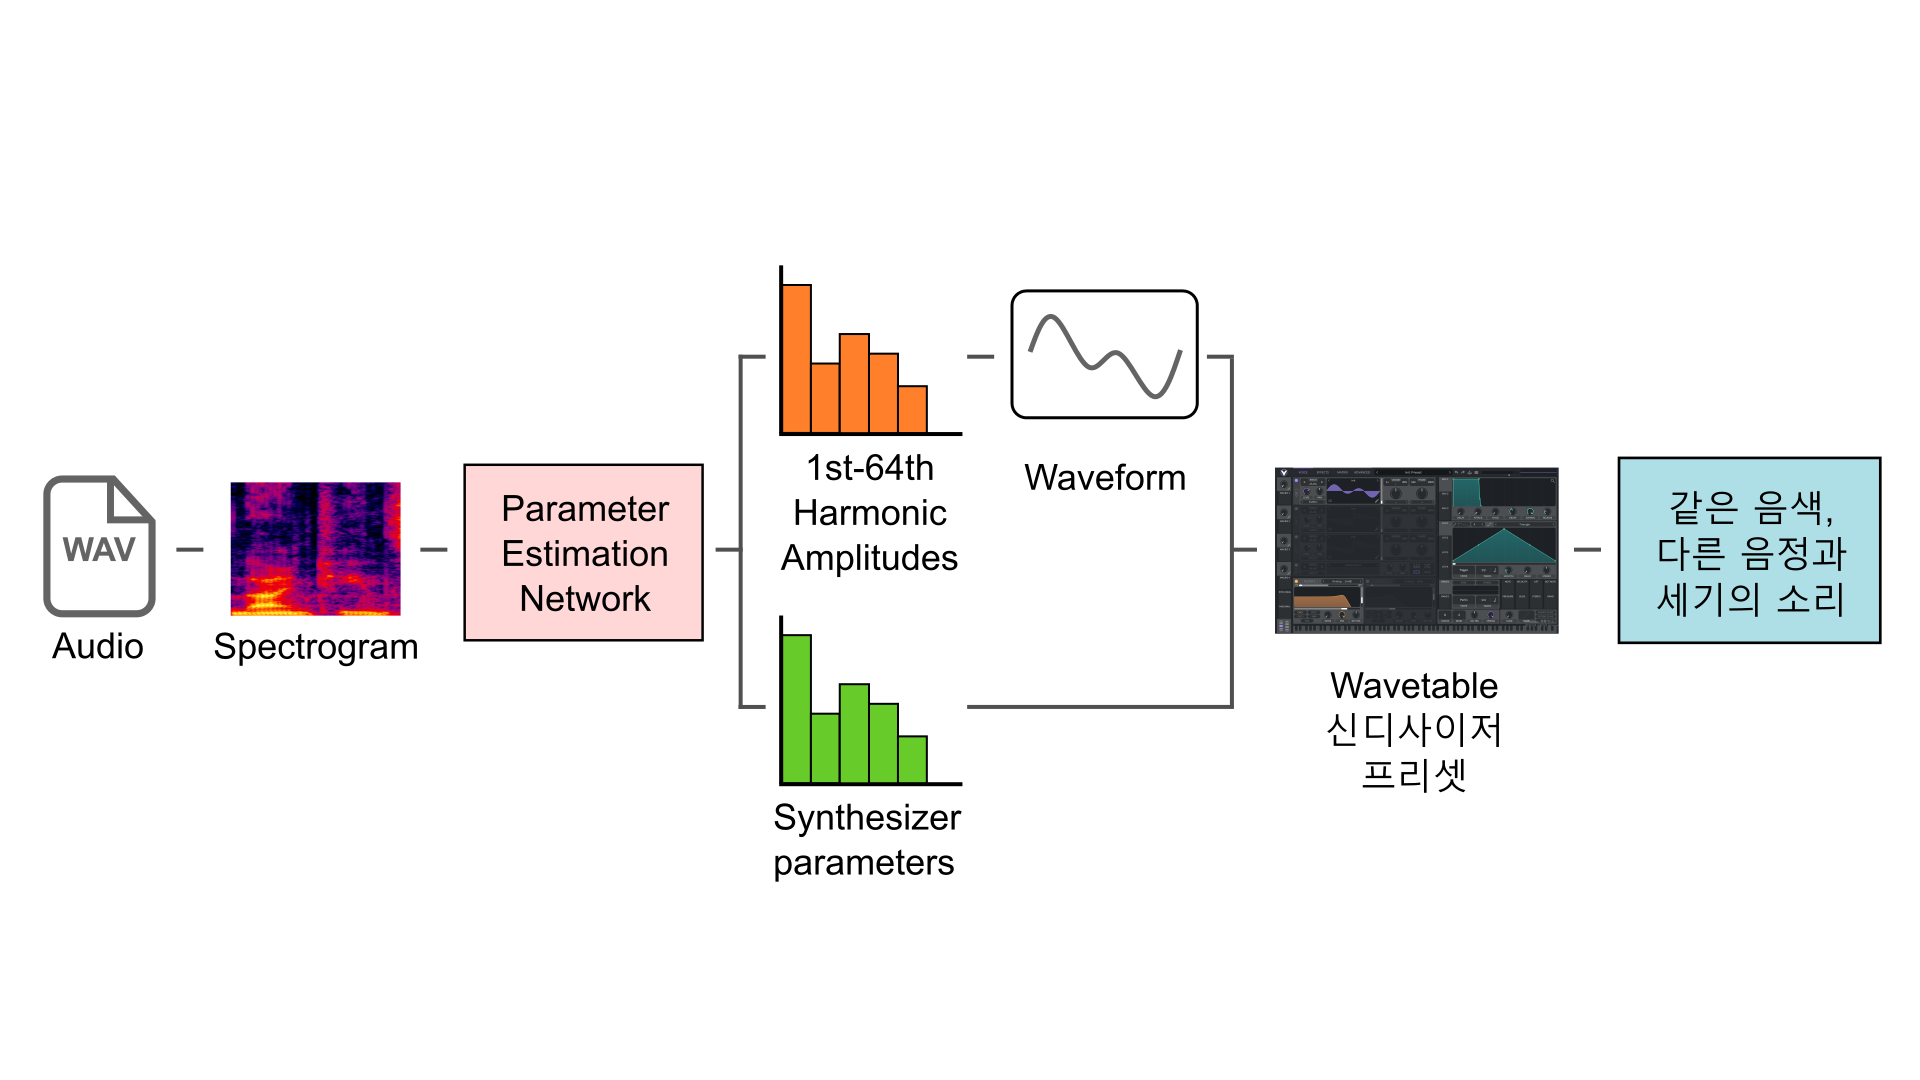 WAV
Audio
Spectrogram
Parameter
Estimation
Network
1st-64th
Harmonic
Amplitudes
Waveform
Synthesizer
parameters
Wavetable
신디사이저
프리셋
같은 음색,
다른 음정과
세기의 소리